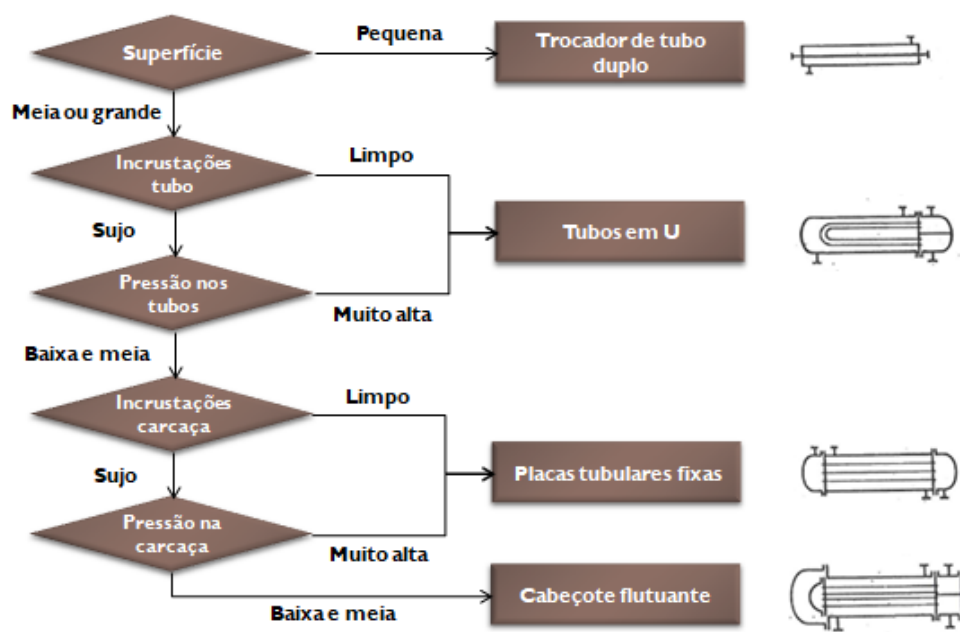 Superfície
Pequena
Trocador de tubo
duplo
Meia ou grande
Incrustações
tubo
Limpo
Sujo
Tubos em U
Pressão nos
tubos
Muito alta
Baixa e meia
Incrustações
carcaça
Limpo
Sujo
Placas tubulares fixas
Pressão na
carcaça
Muito alta
Baixa e meia
Cabeçote flutuante